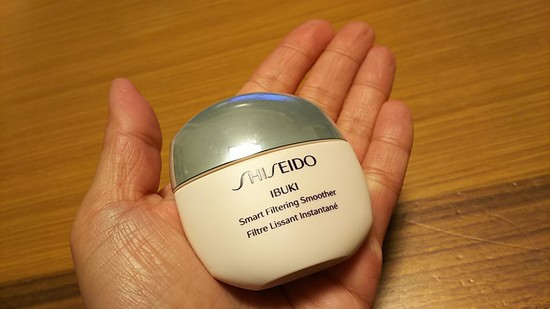 SHISEIDO
IBUKI
Smart Filtering Smoother
Filtre Lissant Instantané